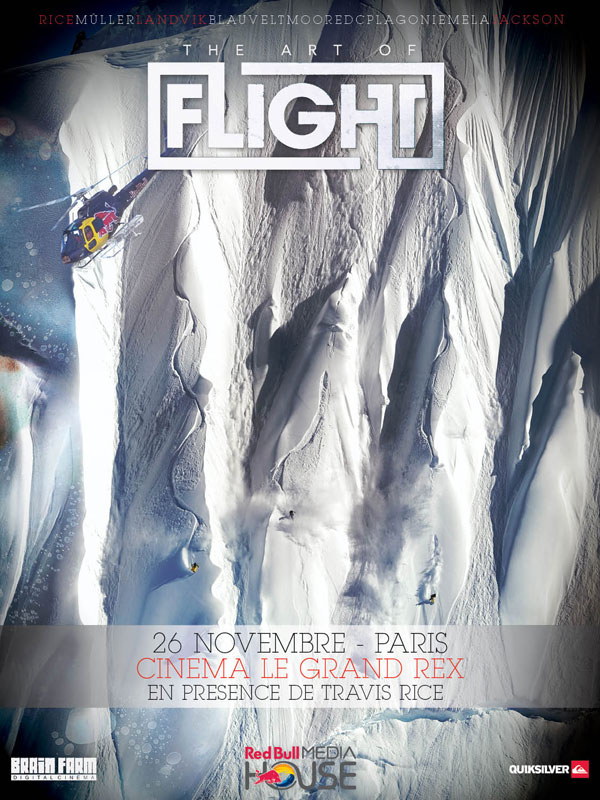 RICEMÜLLERLANDVIKBLAUVELTMOOREDCPLAGONIEMELAJACKSON
THE ART OF
FLIGHT
26 NOVEMBRE - PARIS
CINEMA LE GRAND REX
EN PRESENCE DE TRAVIS RICE
BRAIN FARM
DIGITAL CINEMA
Red Bull MEDIA
HOUSE
QUIKSILVER